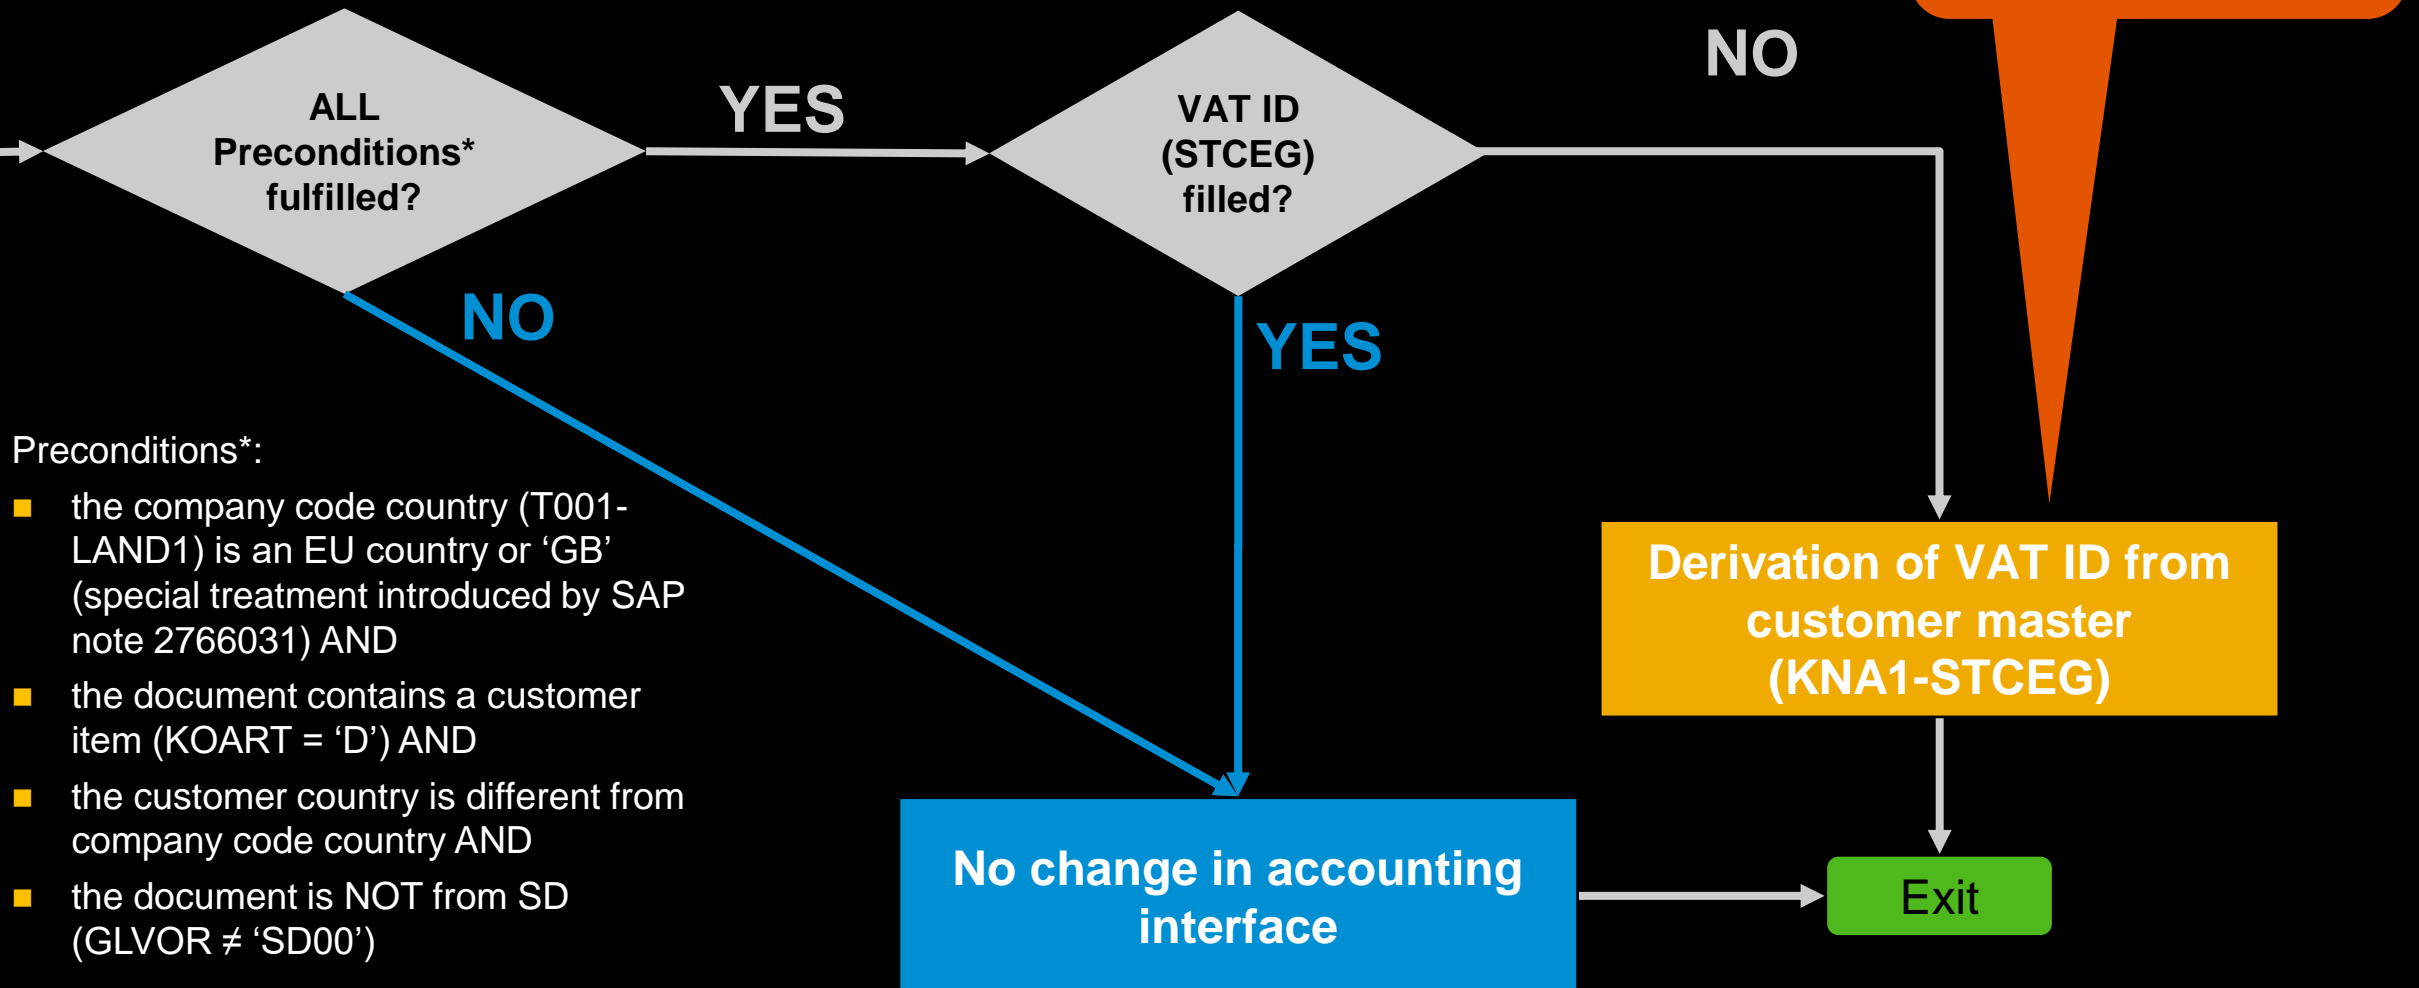 ALL
Preconditions*
fulfilled?
YES
VAT ID
(STCEG)
filled?
NO
NO
YES
Preconditions*:
the company code country (T001-
LAND1) is an EU country or ‘GB’
(special treatment introduced by SAP
note 2766031) AND
the document contains a customer
item (KOART = ‘D’) AND
the customer country is different from
company code country AND
the document is NOT from SD
(GLVOR ≠ ‘SD00’)
Derivation of VAT ID from
customer master
(KNA1-STCEG)
No change in accounting
interface
Exit